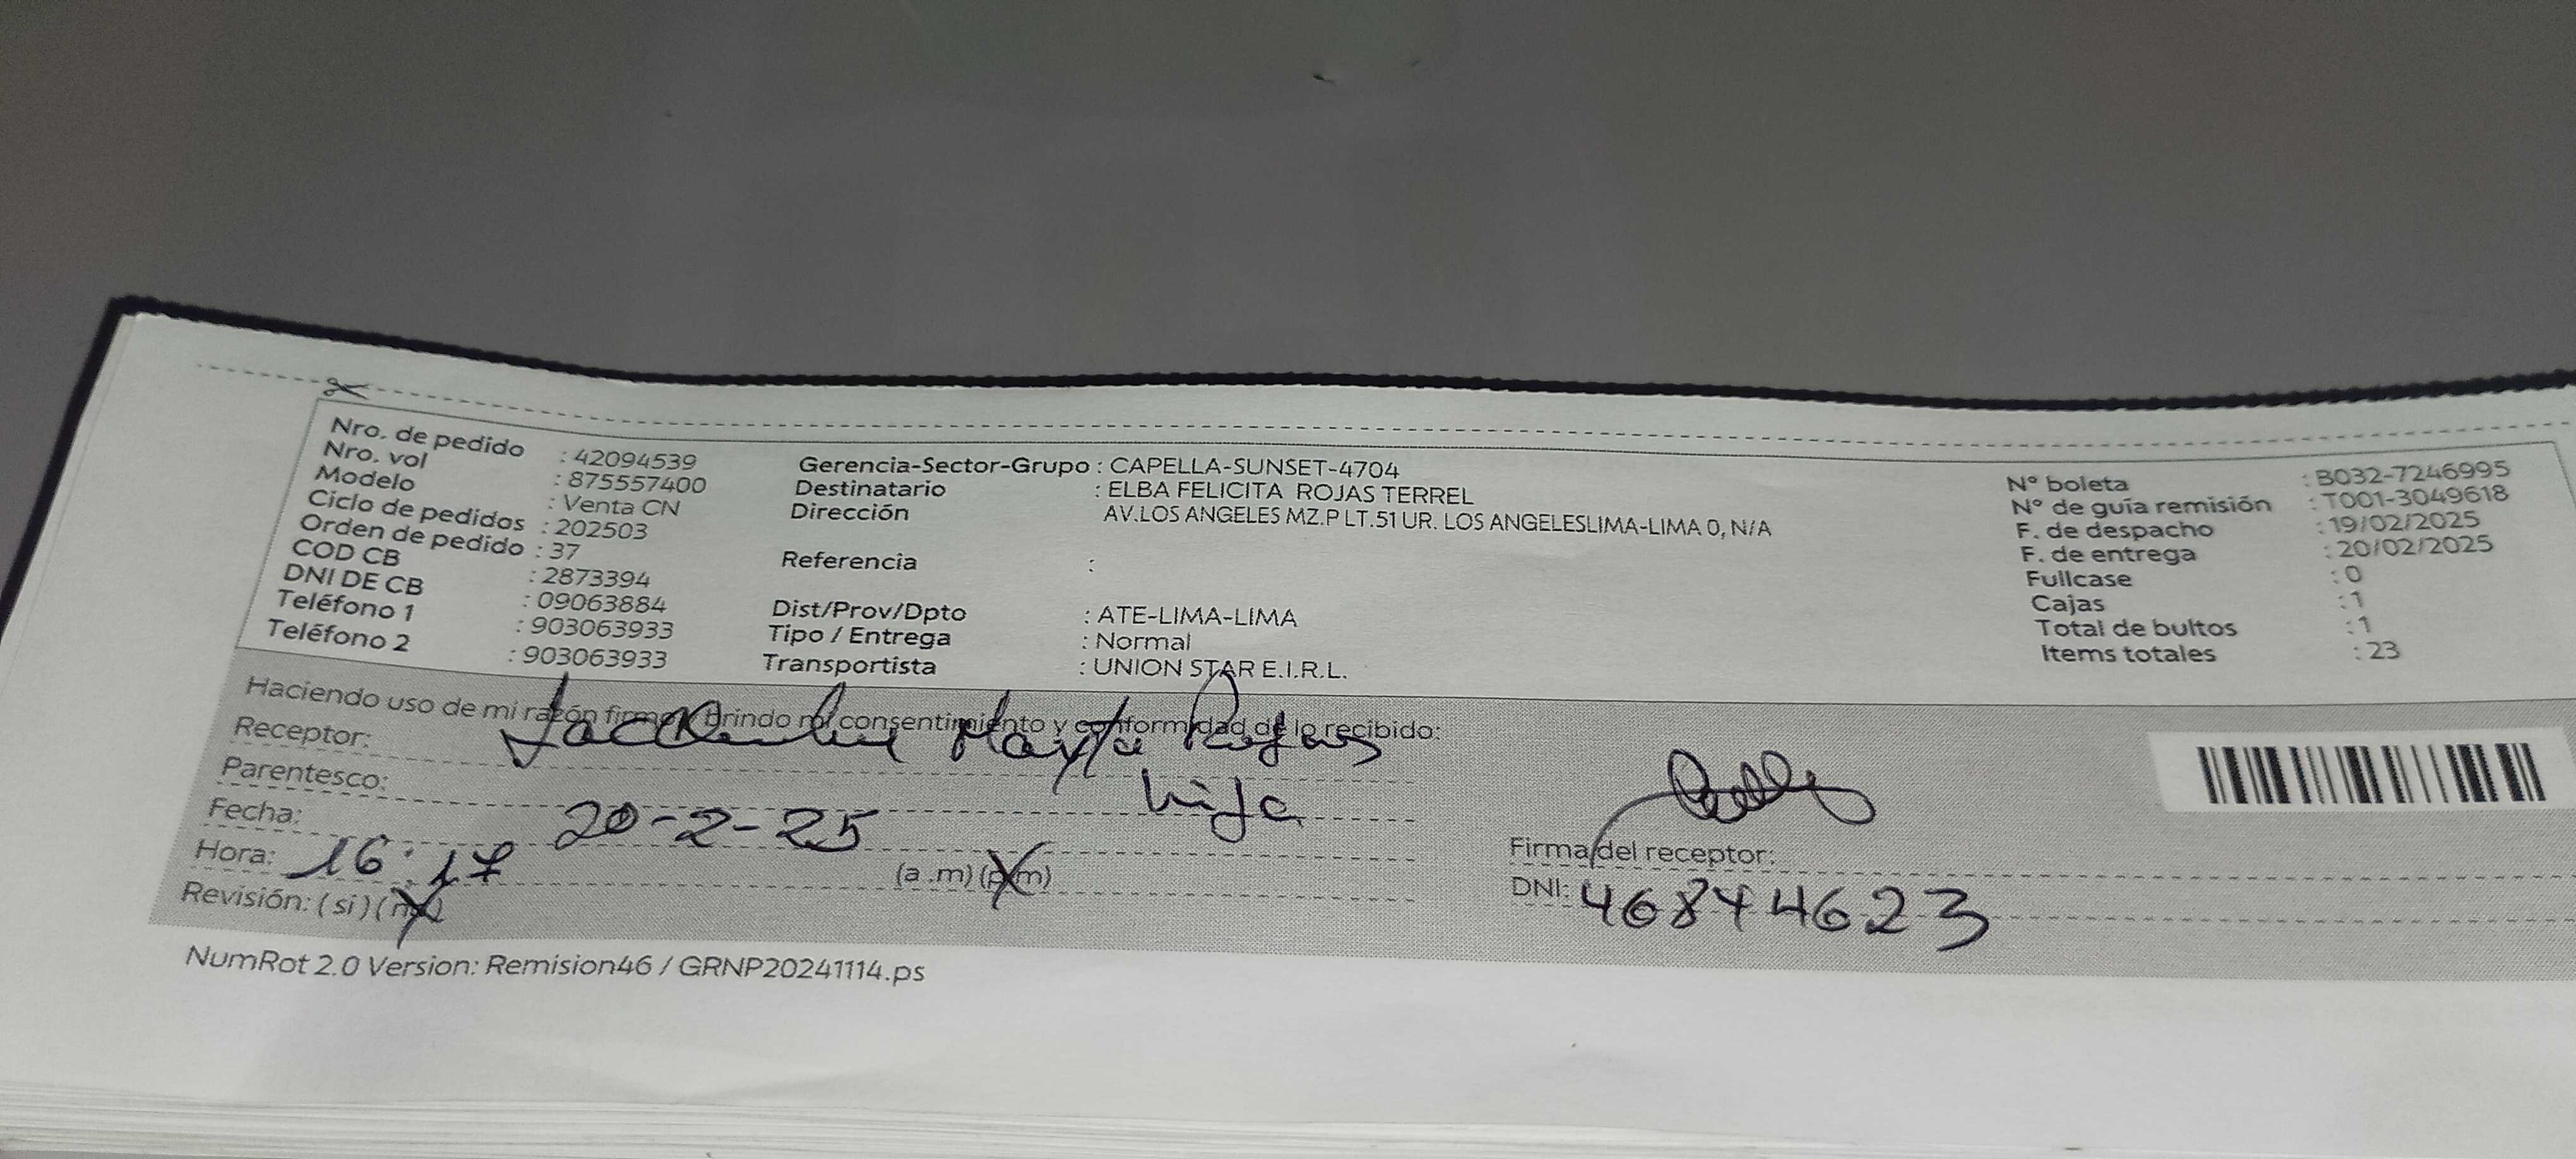 Nro. de pedido : 42094539
Nro. vol : 875557400
Modelo : Venta CN
Ciclo de pedidos : 202503
Orden de pedido : 37
COD CB : 2873394
DNI DE CB : 09063884
Teléfono 1 : 903063933
Teléfono 2 : 903063933
Gerencia-Sector-Grupo : CAPELLA-SUNSET-4704
Destinatario : ELBA FELICITA ROJAS TERREL
Dirección AV.LOS ANGELES MZ.P LT.51 UR. LOS ANGELESLIMA-LIMA 0, N/A
Referencia :
Dist/Prov/Dpto : ATE-LIMA-LIMA
Tipo / Entrega : Normal
Transportista : UNION STAR E.I.R.L.
N° boleta : B032-7246995
N° de guía remisión : T001-3049618
F. de despacho : 19/02/2025
F. de entrega : 20/02/2025
Fullcase : 0
Cajas : 1
Total de bultos : 1
Items totales : 23
Haciendo uso de mi razón firmo y brindo mi consentimiento y conformidad de lo recibido:
Receptor: Mayta Rojas
Parentesco: hija
Fecha: 20-2-25
Hora: 16:17 (a .m) (p.m)
Revisión: ( si ) ( no )
Firma del receptor:
DNI: 46844623
NumRot 2.0 Version: Remision46 / GRNP20241114.ps